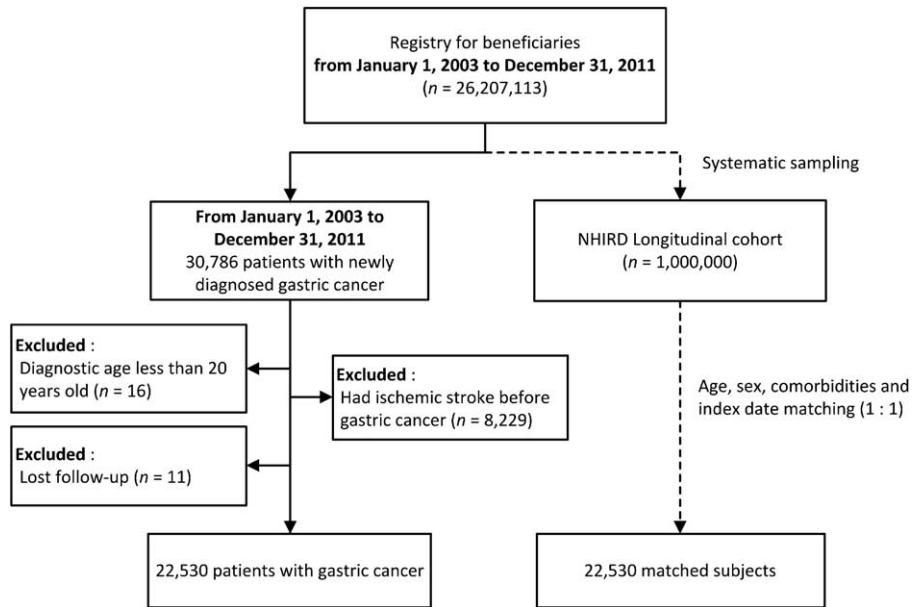 Registry for beneficiaries
from January 1, 2003 to December 31, 2011
(n = 26,207,113)
Systematic sampling
From January 1, 2003 to
December 31, 2011
30,786 patients with newly
diagnosed gastric cancer
NHIRD Longitudinal cohort
(n = 1,000,000)
Excluded :
Diagnostic age less than 20
years old (n = 16)
Excluded :
Had ischemic stroke before
gastric cancer (n = 8,229)
Age, sex, comorbidities and
index date matching (1 : 1)
Excluded :
Lost follow-up (n = 11)
22,530 patients with gastric cancer
22,530 matched subjects